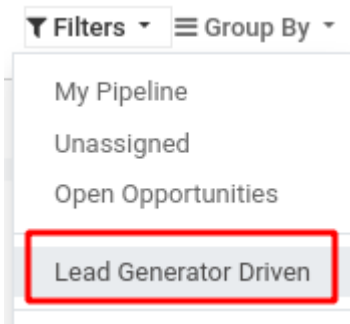 Filters Group By
My Pipeline
Unassigned
Open Opportunities
Lead Generator Driven